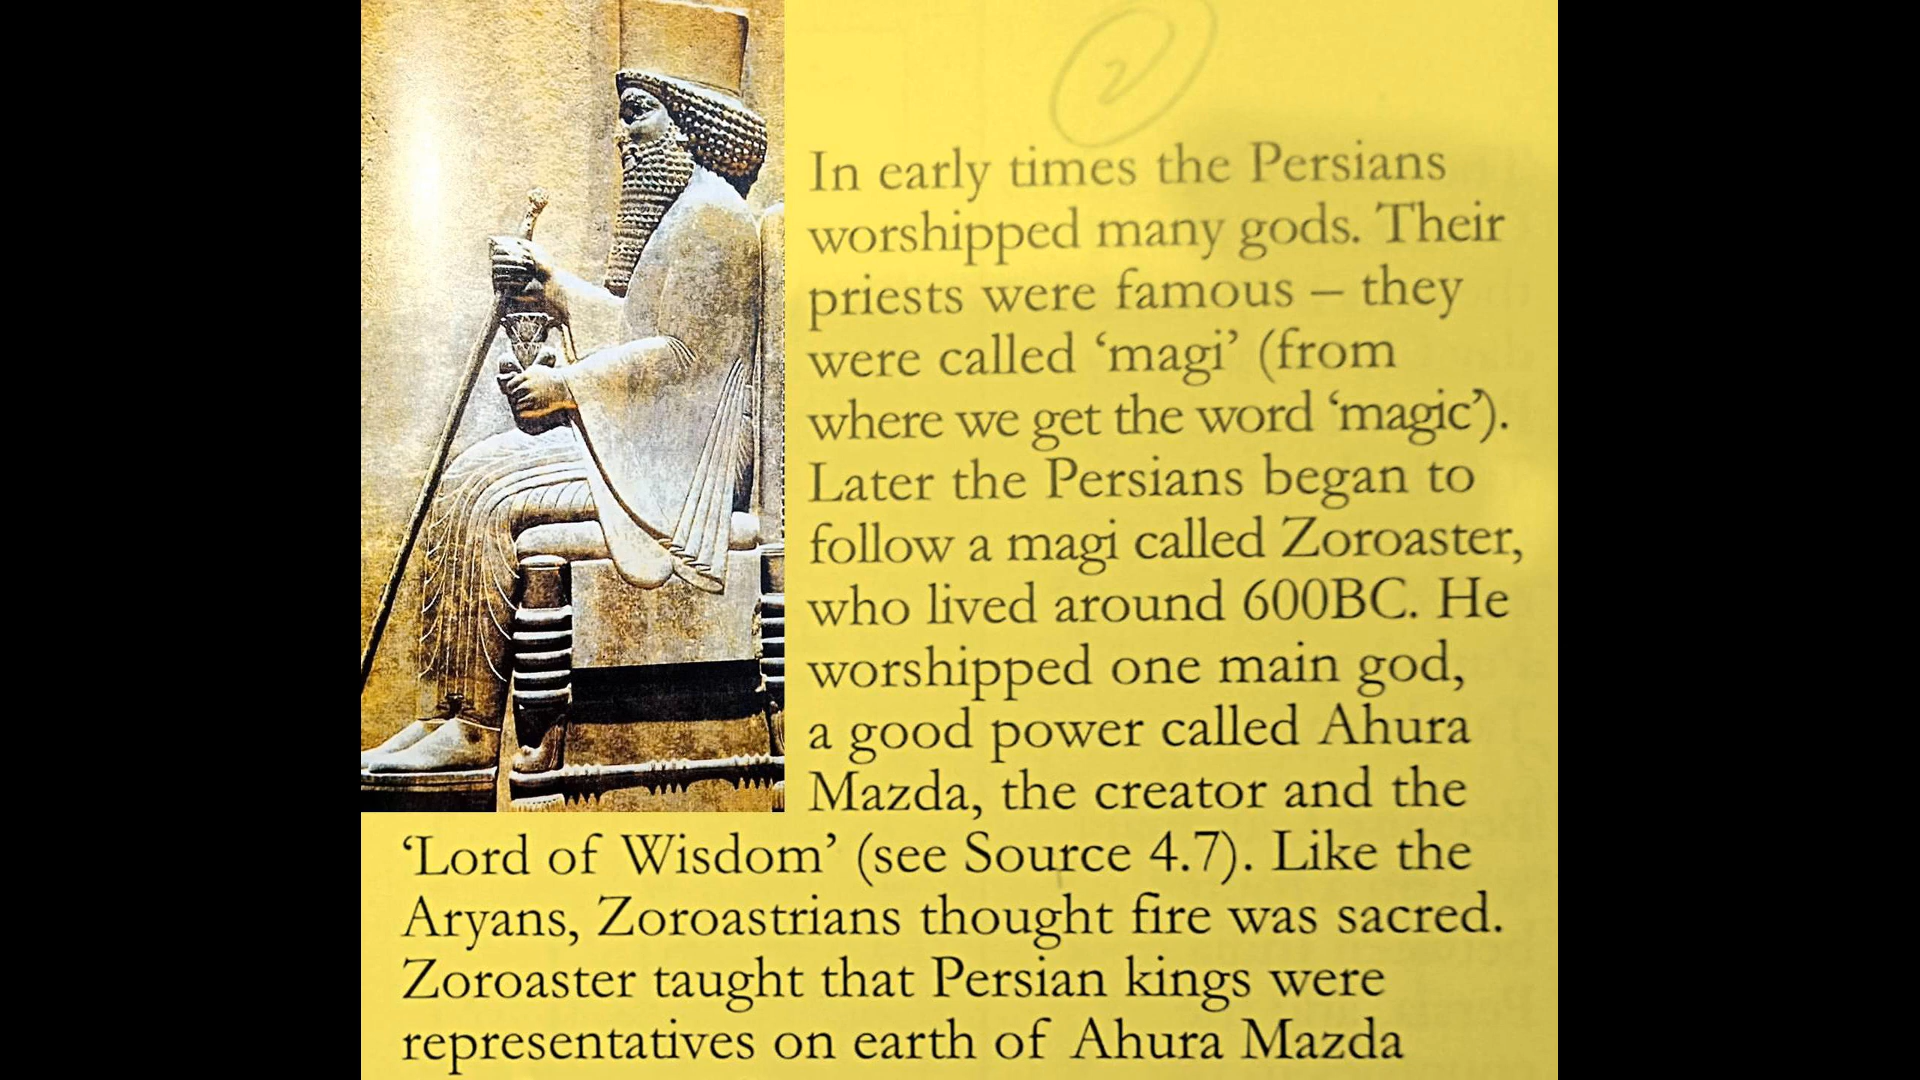 2
In early times the Persians
worshipped many gods. Their
priests were famous – they
were called ‘magi’ (from
where we get the word ‘magic’).
Later the Persians began to
follow a magi called Zoroaster,
who lived around 600BC. He
worshipped one main god,
a good power called Ahura
Mazda, the creator and the
‘Lord of Wisdom’ (see Source 4.7). Like the
Aryans, Zoroastrians thought fire was sacred.
Zoroaster taught that Persian kings were
representatives on earth of Ahura Mazda